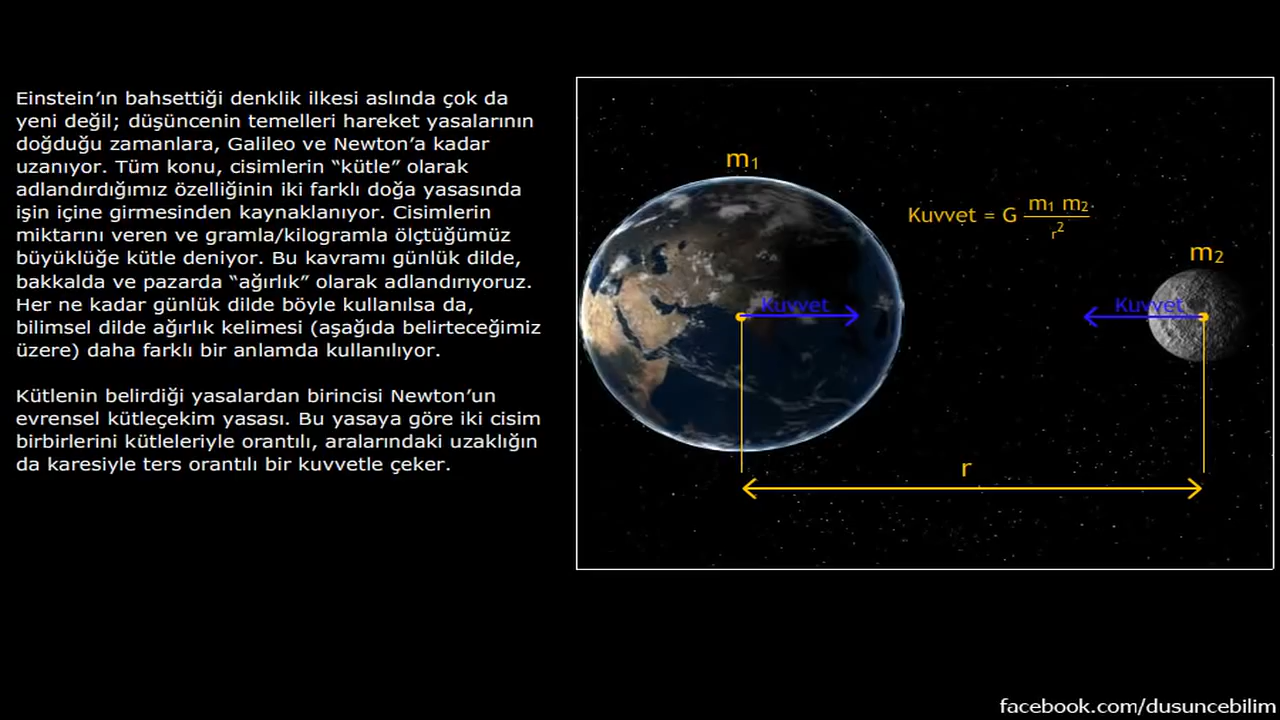 Einstein’ın bahsettiği denklik ilkesi aslında çok da
yeni değil; düşüncenin temelleri hareket yasalarının
doğduğu zamanlara, Galileo ve Newton’a kadar
uzanıyor. Tüm konu, cisimlerin “kütle” olarak
adlandırdığımız özelliğinin iki farklı doğa yasasında
işin içine girmesinden kaynaklanıyor. Cisimlerin
miktarını veren ve gramla/kilogramla ölçtüğümüz
büyüklüğe kütle deniyor. Bu kavramı günlük dilde,
bakkalda ve pazarda “ağırlık” olarak adlandırıyoruz.
Her ne kadar günlük dilde böyle kullanılsa da,
bilimsel dilde ağırlık kelimesi (aşağıda belirteceğimiz
üzere) daha farklı bir anlamda kullanılıyor.
Kütlenin belirdiği yasalardan birincisi Newton’un
evrensel kütleçekim yasası. Bu yasaya göre iki cisim
birbirlerini kütleleriyle orantılı, aralarındaki uzaklığın
da karesiyle ters orantılı bir kuvvetle çeker.
m₁
Kuvvet = G m₁ m₂ / r²
m₂
Kuvvet
Kuvvet
r
facebook.com/dusuncebilim